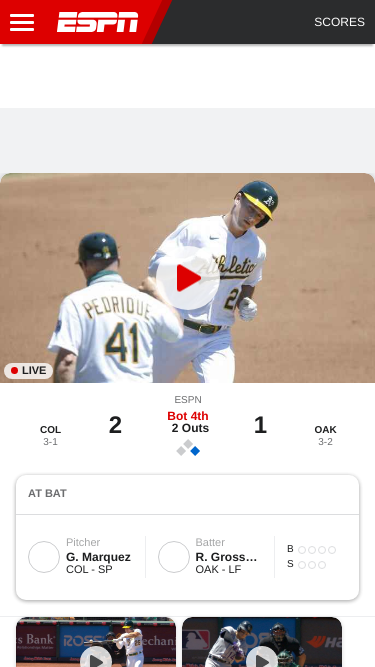 ESPN
SCORES
Athletics
2
PEDRIQUE
41
LIVE
ESPN
COL
3-1
2
Bot 4th
2 Outs
1
OAK
3-2
AT BAT
Pitcher
G. Marquez
COL - SP
Batter
R. Gross…
OAK - LF
B
S